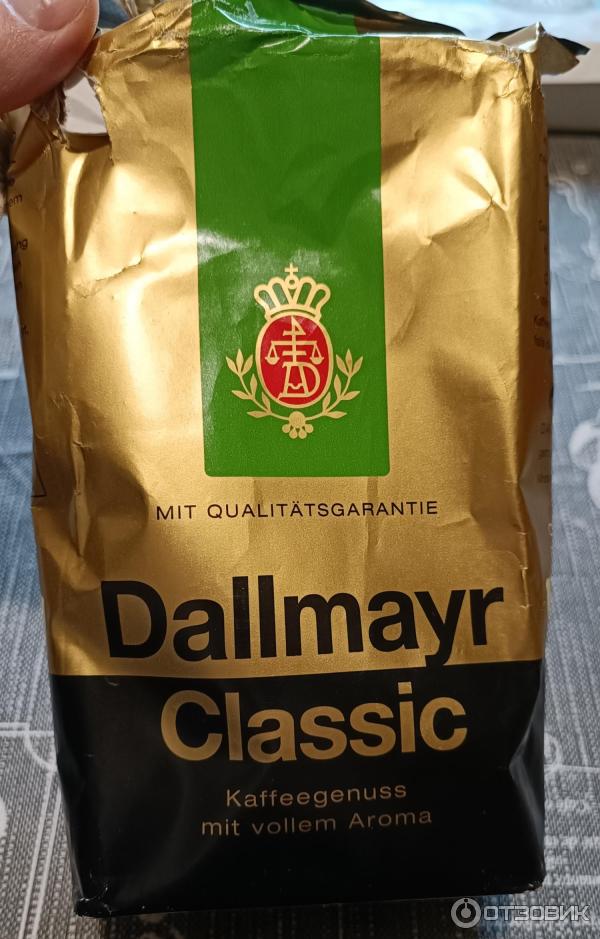 MIT QUALITÄTSGARANTIE
Dallmayr
Classic
Kaffeegenuss
mit vollem Aroma
ОТЗОВИК